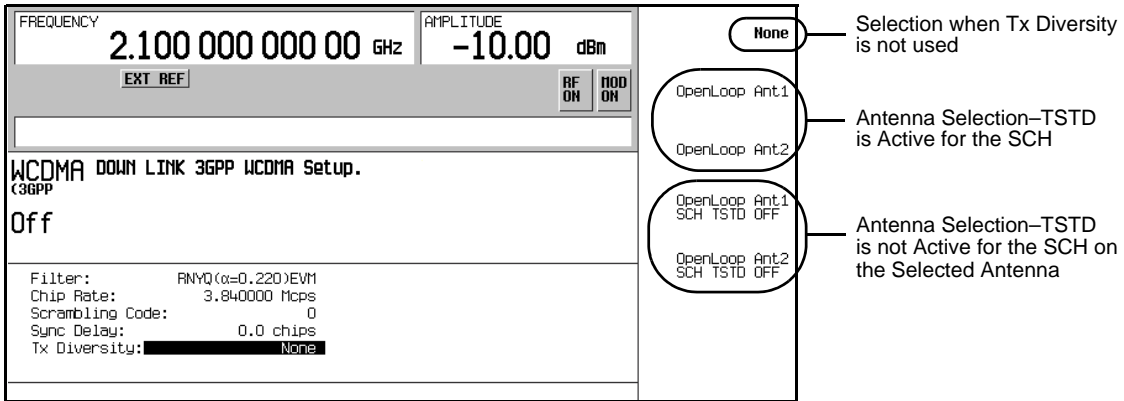 FREQUENCY
2.100 000 000 00 GHz
AMPLITUDE
-10.00 dBm
EXT REF
RF ON
MOD ON
WCDMA DOWN LINK 3GPP WCDMA Setup.
(3GPP
Off
Filter: RNYQ(α=0.220)EVM
Chip Rate: 3.840000 Mcps
Scrambling Code: 0
Sync Delay: 0.0 chips
Tx Diversity: None
None
OpenLoop Ant1
OpenLoop Ant2
OpenLoop Ant1
SCH TSTD OFF
OpenLoop Ant2
SCH TSTD OFF
Selection when Tx Diversity
is not used
Antenna Selection–TSTD
is Active for the SCH
Antenna Selection–TSTD
is not Active for the SCH on
the Selected Antenna